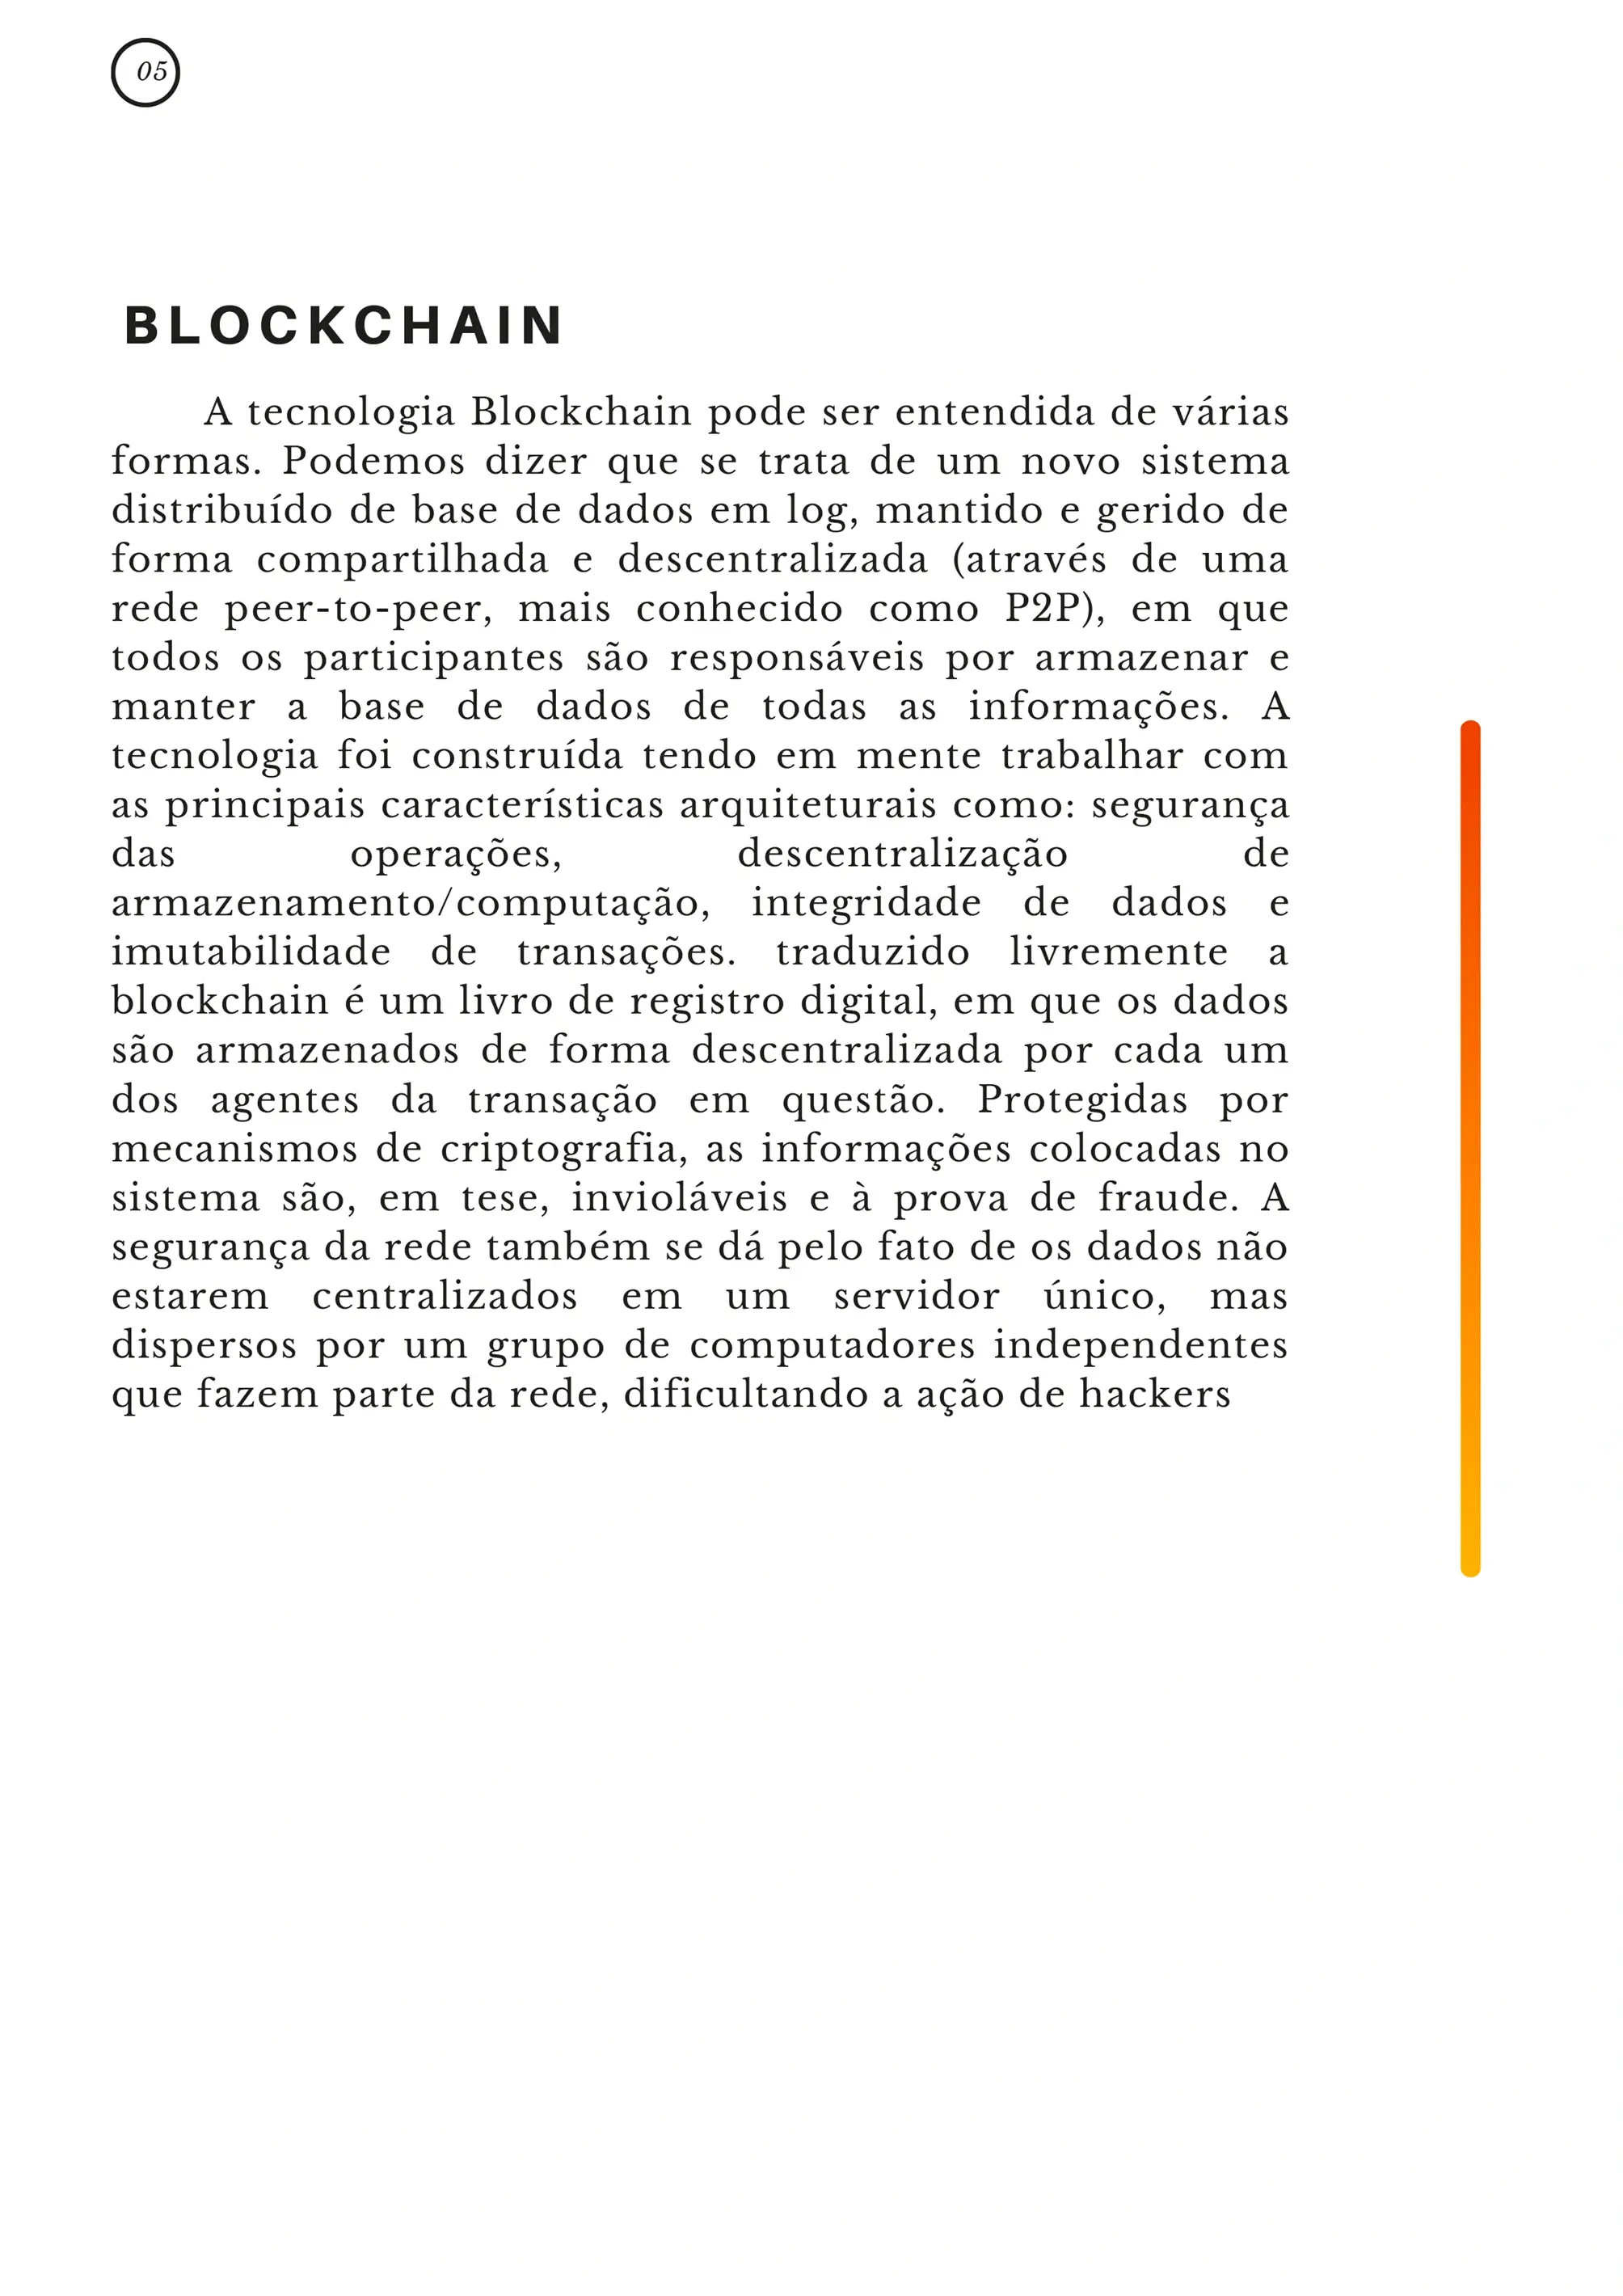 05
BLOCKCHAIN
A tecnologia Blockchain pode ser entendida de várias
formas. Podemos dizer que se trata de um novo sistema
distribuído de base de dados em log, mantido e gerido de
forma compartilhada e descentralizada (através de uma
rede peer-to-peer, mais conhecido como P2P), em que
todos os participantes são responsáveis por armazenar e
manter a base de dados de todas as informações. A
tecnologia foi construída tendo em mente trabalhar com
as principais características arquiteturais como: segurança
das operações, descentralização de
armazenamento/computação, integridade de dados e
imutabilidade de transações. traduzido livremente a
blockchain é um livro de registro digital, em que os dados
são armazenados de forma descentralizada por cada um
dos agentes da transação em questão. Protegidas por
mecanismos de criptografia, as informações colocadas no
sistema são, em tese, invioláveis e à prova de fraude. A
segurança da rede também se dá pelo fato de os dados não
estarem centralizados em um servidor único, mas
dispersos por um grupo de computadores independentes
que fazem parte da rede, dificultando a ação de hackers